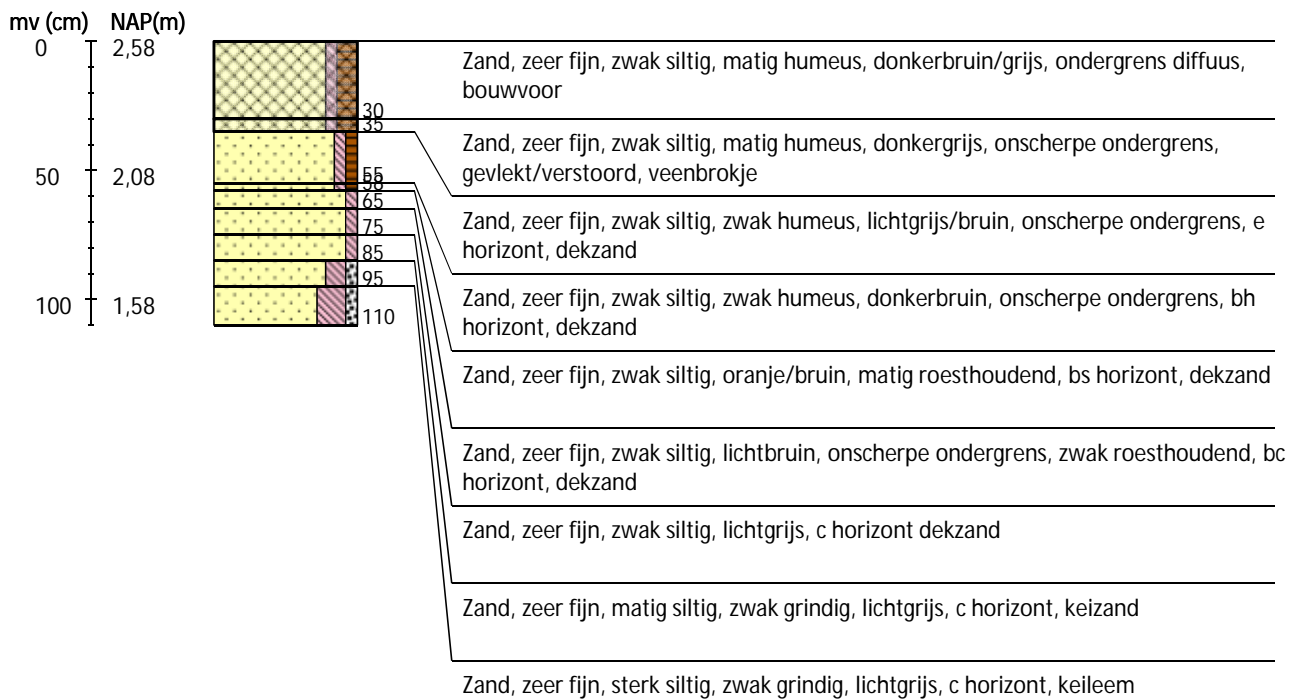 mv (cm) NAP(m)
0 2,58
Zand, zeer fijn, zwak siltig, matig humeus, donkerbruin/grijs, ondergrens diffuus,
bouwvoor
30
35
Zand, zeer fijn, zwak siltig, matig humeus, donkergrijs, onscherpe ondergrens,
gevlekt/verstoord, veenbrokje
50 2,08
55
58
65
Zand, zeer fijn, zwak siltig, zwak humeus, lichtgrijs/bruin, onscherpe ondergrens, e
horizont, dekzand
75
85
95
Zand, zeer fijn, zwak siltig, zwak humeus, donkerbruin, onscherpe ondergrens, bh
horizont, dekzand
100 1,58
110
Zand, zeer fijn, zwak siltig, oranje/bruin, matig roesthoudend, bs horizont, dekzand
Zand, zeer fijn, zwak siltig, lichtbruin, onscherpe ondergrens, zwak roesthoudend, bc
horizont, dekzand
Zand, zeer fijn, zwak siltig, lichtgrijs, c horizont dekzand
Zand, zeer fijn, matig siltig, zwak grindig, lichtgrijs, c horizont, keizand
Zand, zeer fijn, sterk siltig, zwak grindig, lichtgrijs, c horizont, keileem